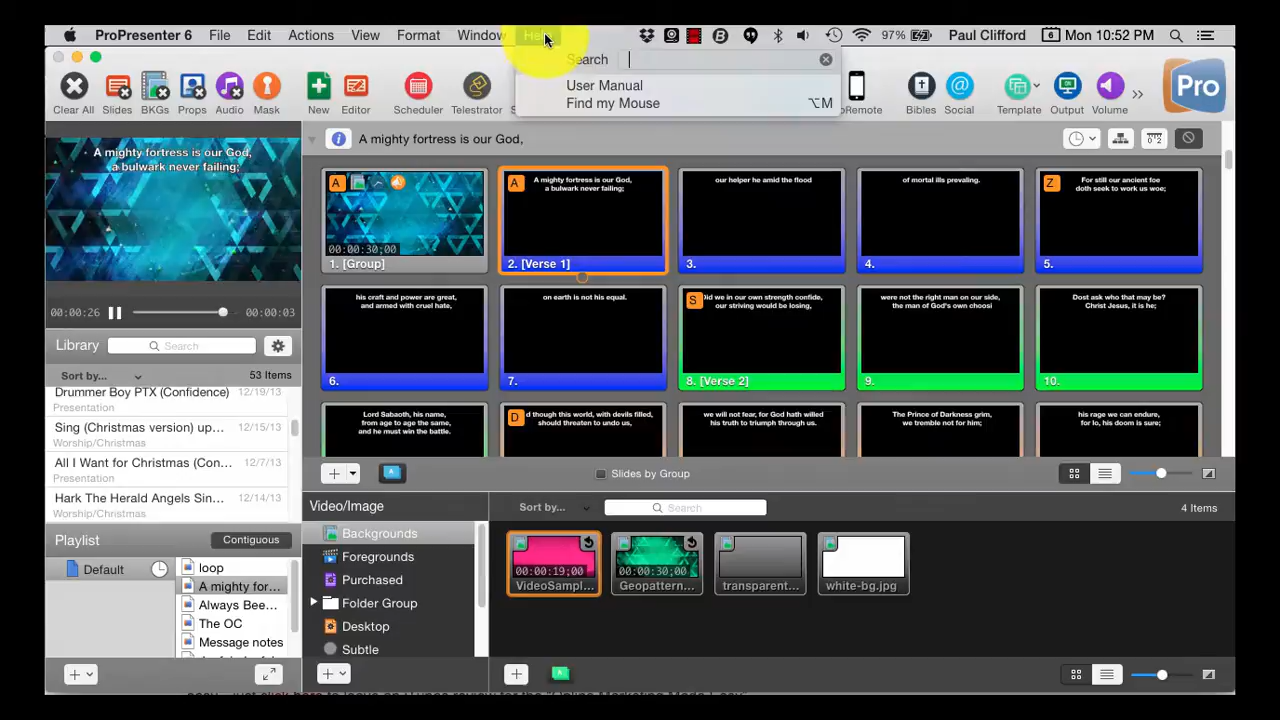 ProPresenter 6 File Edit Actions View Format Window Help 97% Paul Clifford 6 Mon 10:52 PM
Search
User Manual
Find my Mouse ⌥M
Clear All Slides BKGs Props Audio Mask New Editor Scheduler Telestrator Bibles Social Template Output Volume
Pro
A mighty fortress is our God,
a bulwark never failing;
00:00:26 00:00:03
A mighty fortress is our God,
A
00:00:30;00
1. [Group]
A
A mighty fortress is our God,
a bulwark never failing;
2. [Verse 1]
our helper he amid the flood
3.
of mortal ills prevailing.
4.
Z
For still our ancient foe
doth seek to work us woe;
5.
his craft and power are great,
and armed with cruel hate,
6.
on earth is not his equal.
7.
S
Did we in our own strength confide,
our striving would be losing,
8. [Verse 2]
were not the right man on our side,
the man of God's own choosi
9.
Dost ask who that may be?
Christ Jesus, it is he;
10.
Lord Sabaoth, his name,
from age to age the same,
and he must win the battle.
D
d though this world, with devils filled,
should threaten to undo us,
we will not fear, for God hath willed
his truth to triumph through us.
The Prince of Darkness grim,
we tremble not for him;
his rage we can endure,
for lo, his doom is sure;
Slides by Group
Library Search
Sort by... 53 Items
Drummer Boy PTX (Confidence) 12/19/13
Presentation
Sing (Christmas version) up... 12/15/13
Worship/Christmas
All I Want for Christmas (Con... 12/7/13
Presentation
Hark The Herald Angels Sin... 12/14/13
Worship/Christmas
Playlist Contiguous
Default
loop
A mighty for...
Always Bee...
The OC
Message notes
Video/Image
Backgrounds
Foregrounds
Purchased
Folder Group
Desktop
Subtle
Sort by... Search 4 Items
00:00:19;00
VideoSampl...
00:00:30;00
Geopattern...
transparent...
white-bg.jpg